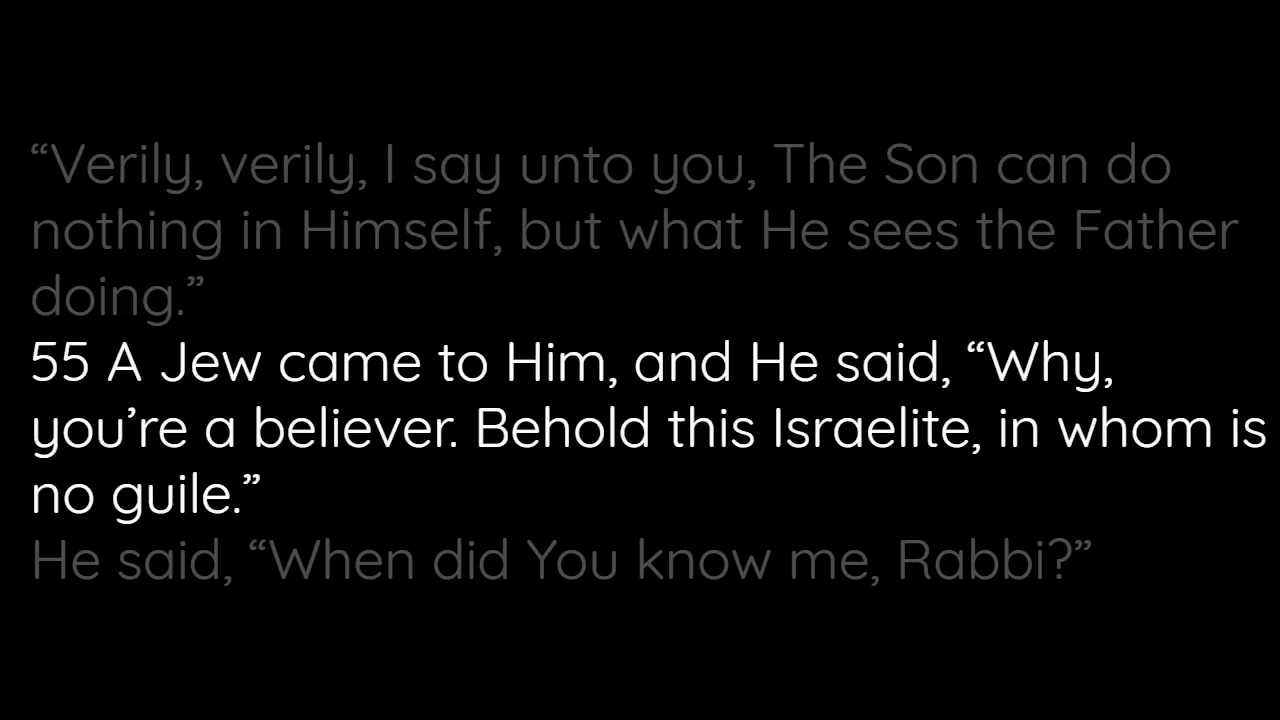 “Verily, verily, I say unto you, The Son can do
nothing in Himself, but what He sees the Father
doing.”
55 A Jew came to Him, and He said, “Why,
you’re a believer. Behold this Israelite, in whom is
no guile.”
He said, “When did You know me, Rabbi?”